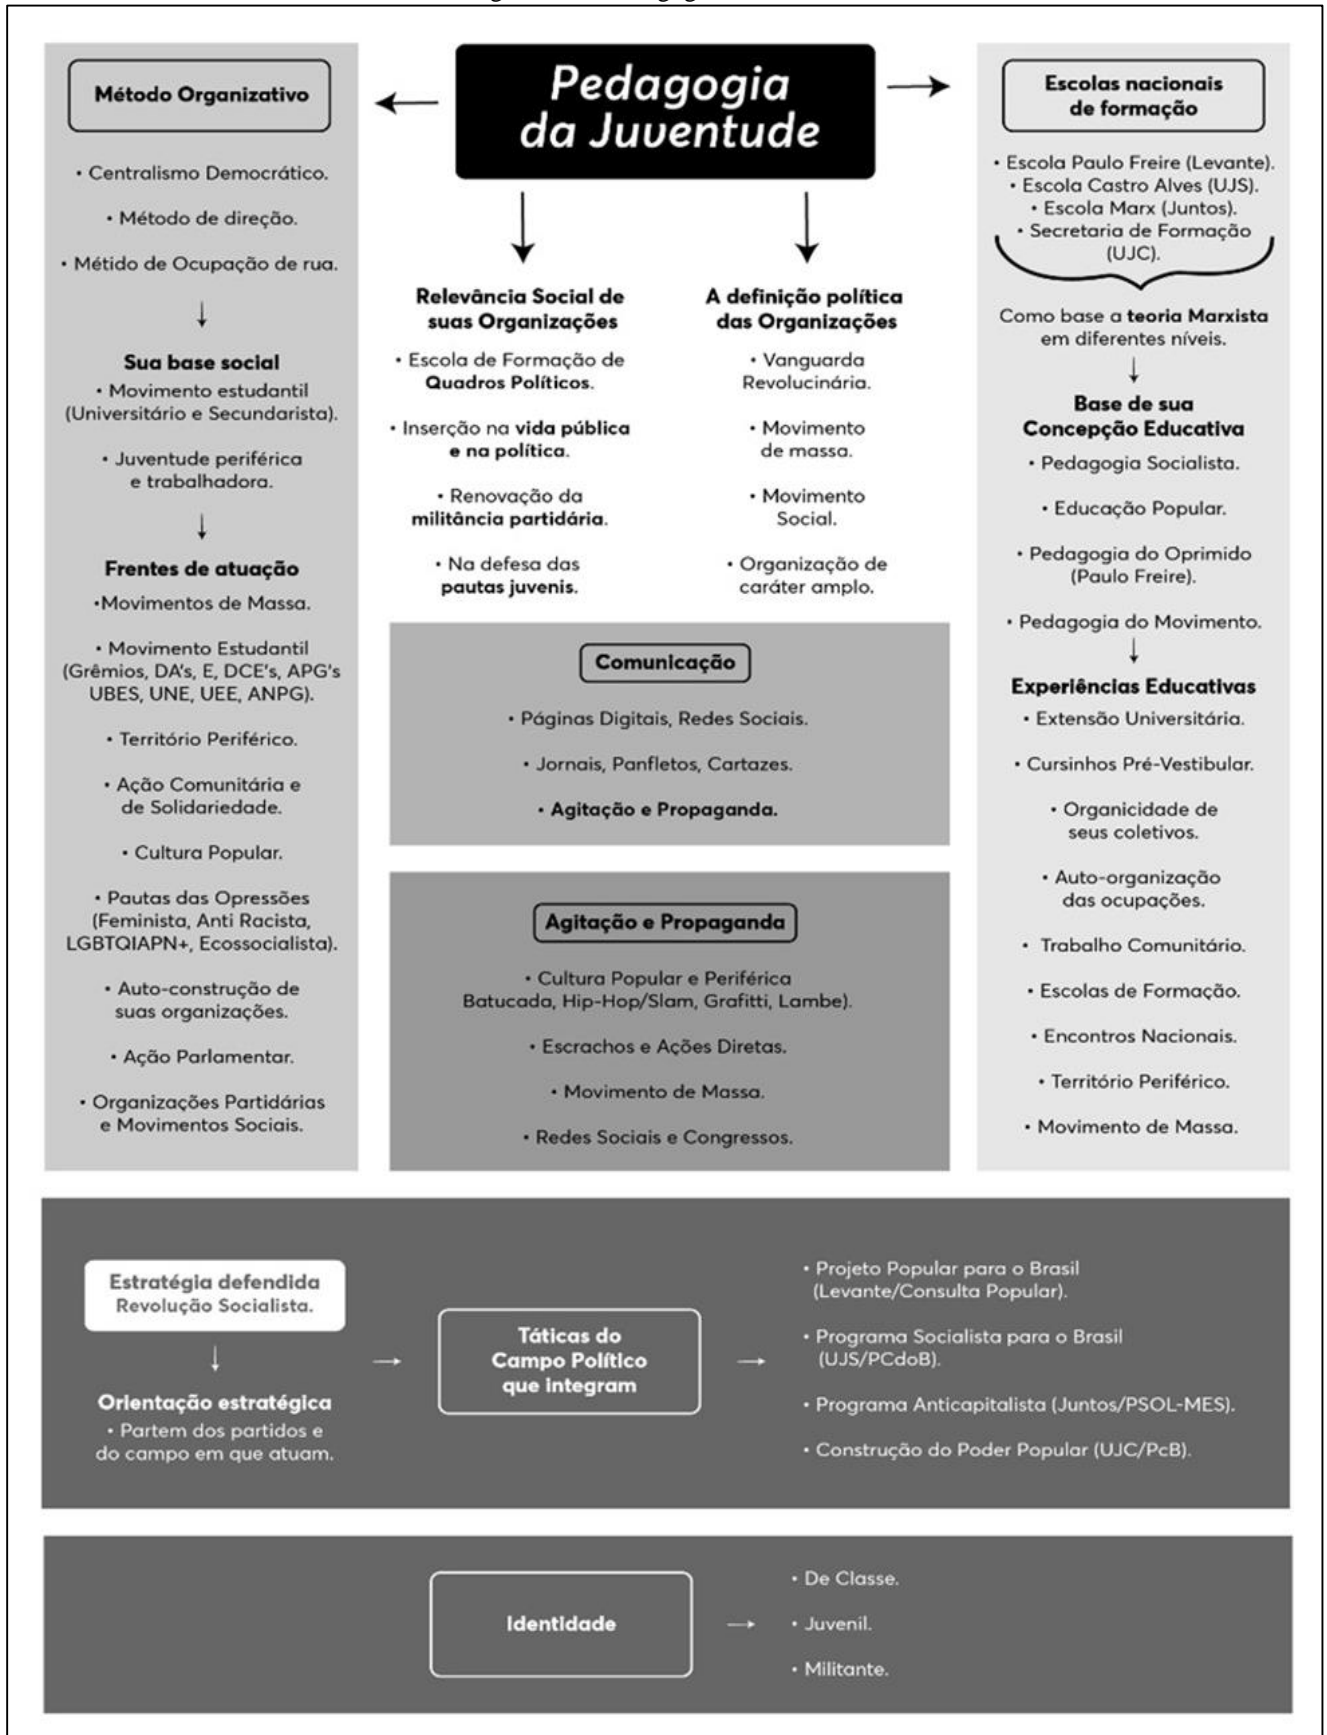 Pedagogia
da Juventude
Método Organizativo
• Centralismo Democrático.
• Método de direção.
• Métido de Ocupação de rua.
Sua base social
• Movimento estudantil
(Universitário e Secundarista).
• Juventude periférica
e trabalhadora.
Frentes de atuação
•Movimentos de Massa.
• Movimento Estudantil
(Grêmios, DA's, E, DCE's, APG's
UBES, UNE, UEE, ANPG).
• Território Periférico.
• Ação Comunitária e
de Solidariedade.
• Cultura Popular.
• Pautas das Opressões
(Feminista, Anti Racista,
LGBTQIAPN+, Ecossocialista).
• Auto-construção de
suas organizações.
• Ação Parlamentar.
• Organizações Partidárias
e Movimentos Sociais.
Relevância Social de
suas Organizações
• Escola de Formação de
Quadros Políticos.
• Inserção na vida pública
e na política.
• Renovação da
militância partidária.
• Na defesa das
pautas juvenis.
A definição política
das Organizações
• Vanguarda
Revolucinária.
• Movimento
de massa.
• Movimento
Social.
• Organização de
caráter amplo.
Comunicação
• Páginas Digitais, Redes Sociais.
• Jornais, Panfletos, Cartazes.
• Agitação e Propaganda.
Agitação e Propaganda
• Cultura Popular e Periférica
Batucada, Hip-Hop/Slam, Grafitti, Lambe).
• Escrachos e Ações Diretas.
• Movimento de Massa.
• Redes Sociais e Congressos.
Escolas nacionais
de formação
• Escola Paulo Freire (Levante).
• Escola Castro Alves (UJS).
• Escola Marx (Juntos).
• Secretaria de Formação
(UJC).
Como base a teoria Marxista
em diferentes níveis.
Base de sua
Concepção Educativa
• Pedagogia Socialista.
• Educação Popular.
• Pedagogia do Oprimido
(Paulo Freire).
• Pedagogia do Movimento.
Experiências Educativas
• Extensão Universitária.
• Cursinhos Pré-Vestibular.
• Organicidade de
seus coletivos.
• Auto-organização
das ocupações.
• Trabalho Comunitário.
• Escolas de Formação.
• Encontros Nacionais.
• Território Periférico.
• Movimento de Massa.
Estratégia defendida
Revolução Socialista.
Orientação estratégica
• Partem dos partidos e
do campo em que atuam.
Táticas do
Campo Político
que integram
• Projeto Popular para o Brasil
(Levante/Consulta Popular).
• Programa Socialista para o Brasil
(UJS/PCdoB).
• Programa Anticapitalista (Juntos/PSOL-MES).
• Construção do Poder Popular (UJC/PcB).
Identidade
• De Classe.
• Juvenil.
• Militante.